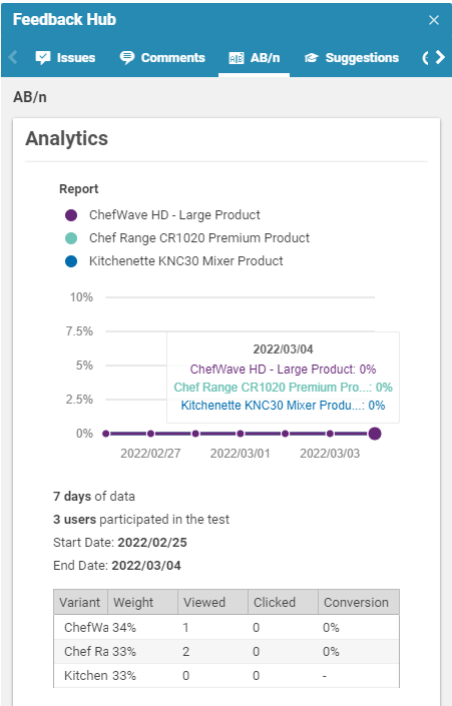 Feedback Hub
Issues Comments AB/n Suggestions
AB/n
Analytics
Report
ChefWave HD - Large Product
Chef Range CR1020 Premium Product
Kitchenette KNC30 Mixer Product
10%
7.5%
2022/03/04
5%
ChefWave HD - Large Product: 0%
Chef Range CR1020 Premium Pro...: 0%
2.5%
Kitchenette KNC30 Mixer Produ...: 0%
0%
2022/02/27 2022/03/01 2022/03/03
7 days of data
3 users participated in the test
Start Date: 2022/02/25
End Date: 2022/03/04
Variant Weight Viewed Clicked Conversion
ChefWa 34% 1 0 0%
Chef Ra 33% 2 0 0%
Kitchen 33% 0 0 -